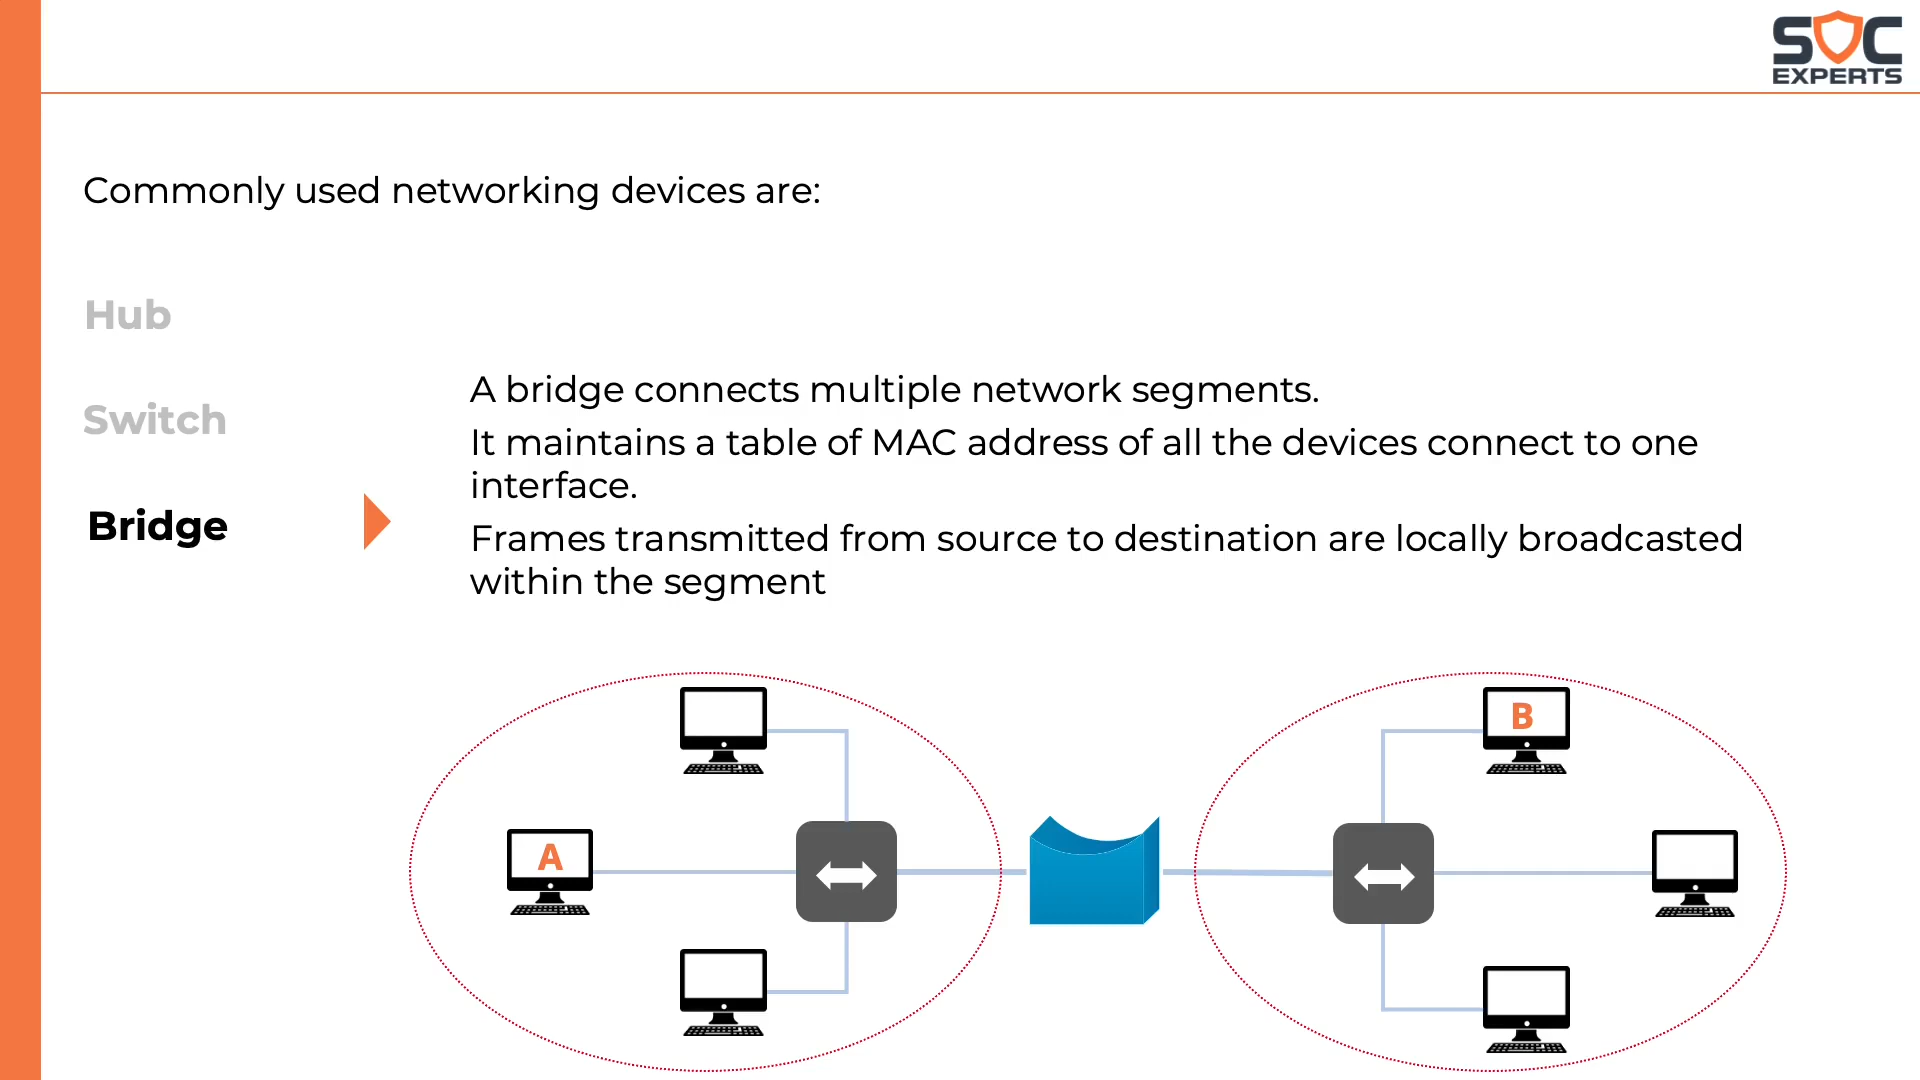 SOC
EXPERTS
Commonly used networking devices are:
Hub
Switch
Bridge
A bridge connects multiple network segments.
It maintains a table of MAC address of all the devices connect to one
interface.
Frames transmitted from source to destination are locally broadcasted
within the segment
B
A